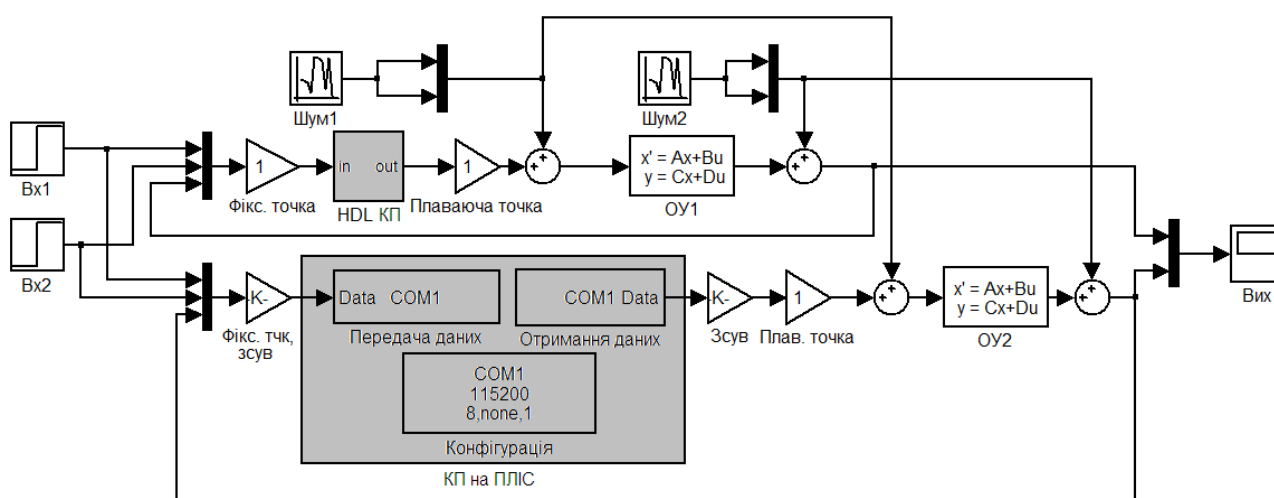 Шум1
Шум2
Вх1
1
Фікс. точка
in out
HDL КП
1
Плаваюча точка
x' = Ax+Bu
y = Cx+Du
ОУ1
Вх2
-K-
Фікс. тчк,
зсув
Data COM1
Передача даних
COM1 Data
Отримання даних
COM1
115200
8,none,1
Конфігурація
КП на ПЛІС
-K-
Зсув
1
Плав. точка
x' = Ax+Bu
y = Cx+Du
ОУ2
Вих